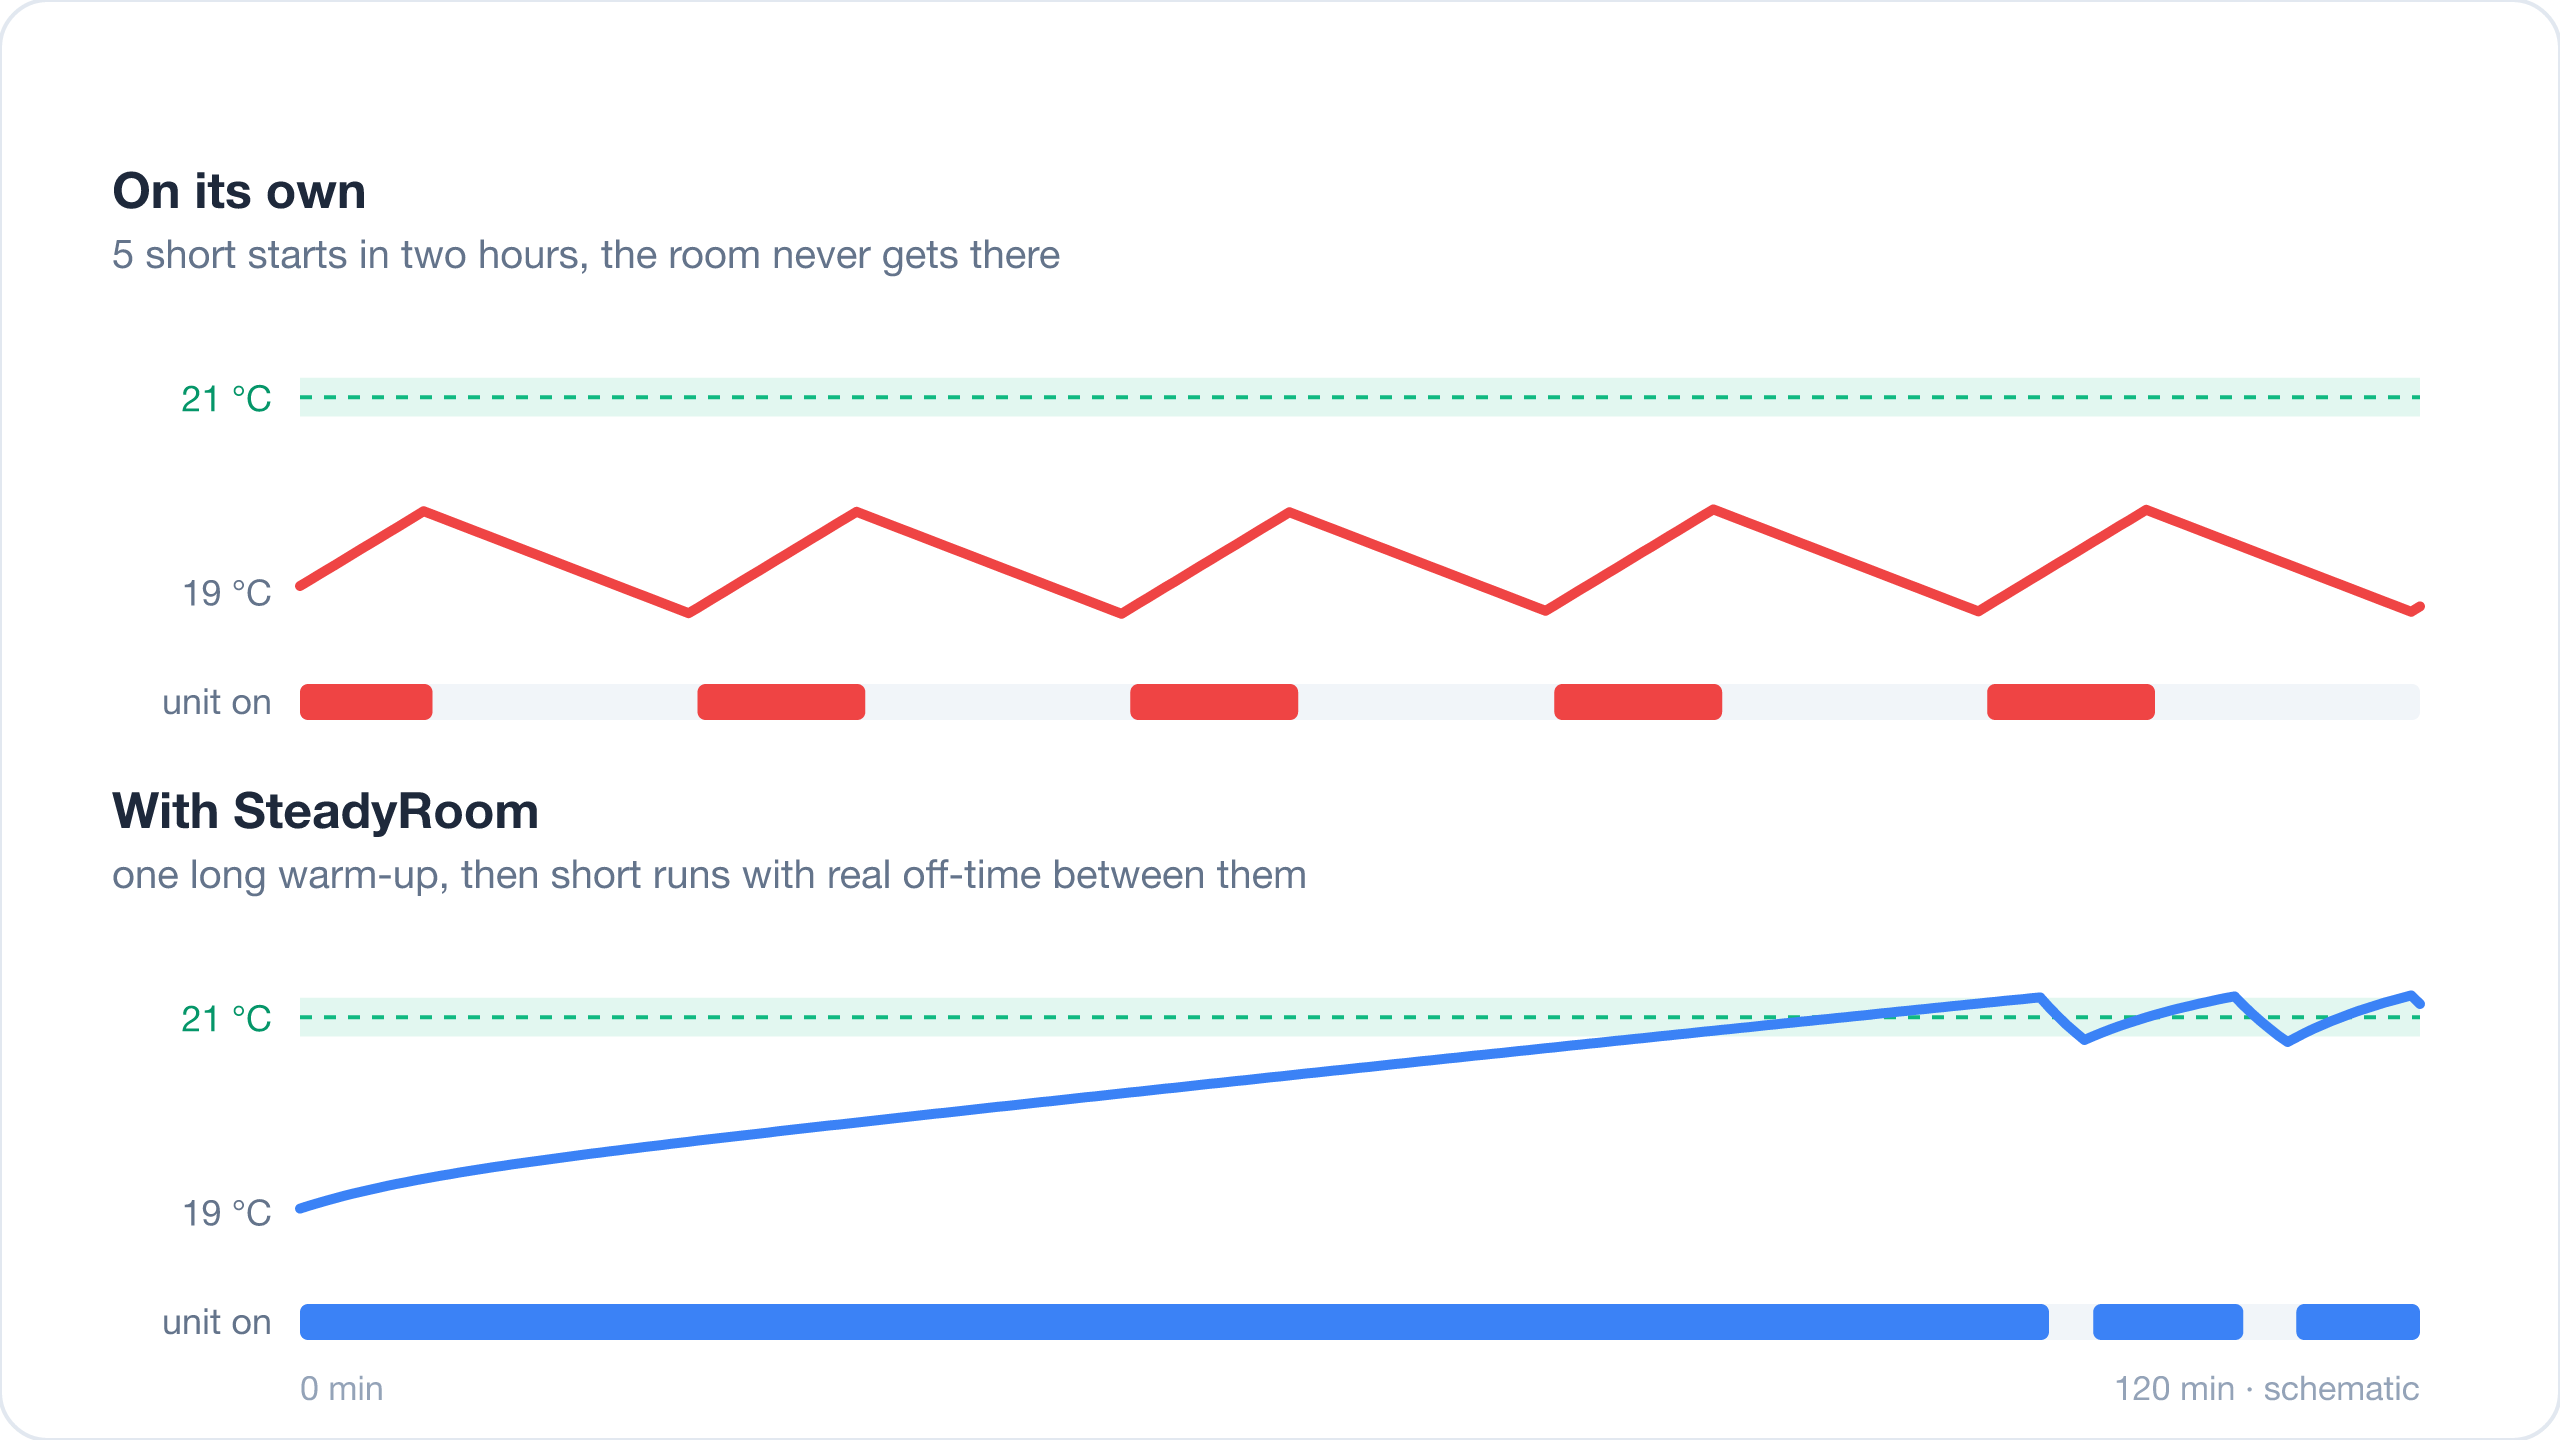 On its own
5 short starts in two hours, the room never gets there
21 °C
19 °C
unit on
With SteadyRoom
one long warm-up, then short runs with real off-time between them
21 °C
19 °C
unit on
0 min
120 min · schematic